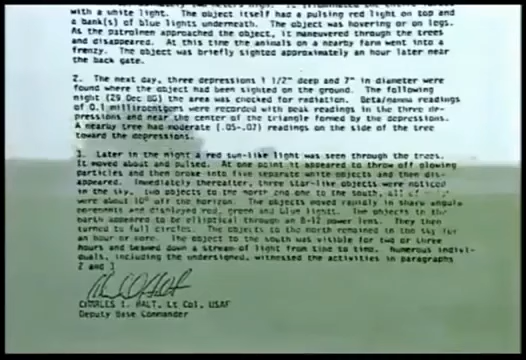 with a white light. The object itself had a pulsing red light on top and
a bank(s) of blue lights underneath. The object was hovering or on legs.
As the patrolmen approached the object, it maneuvered through the trees
and disappeared. At this time the animals on a nearby farm went into a
frenzy. The object was briefly sighted approximately an hour later near
the back gate.
2. The next day, three depressions 1 1/2" deep and 7" in diameter were
found where the object had been sighted on the ground. The following
night (29 Dec 80) the area was checked for radiation. Beta/gamma readings
of 0.1 milliroentgens were recorded with peak readings in the three de-
pressions and near the center of the triangle formed by the depressions.
A nearby tree had moderate (.05-.07) readings on the side of the tree
toward the depressions.
3. Later in the night a red sun-like light was seen through the trees.
It moved about and pulsed. At one point it appeared to throw off glowing
particles and then broke into five separate white objects and then dis-
appeared. Immediately thereafter, three star-like objects were noticed
in the sky, two objects to the north and one to the south, all of
were about 10° off the horizon. The objects moved rapidly in sharp angular
movements and displayed red, green and blue lights. The objects to the
north appeared to be elliptical through an 8-12 power lens. They then
turned to full circles. The objects to the north remained in the sky for
an hour or more. The object to the south was visible for two or three
hours and beamed down a stream of light from time to time. Numerous indivi-
duals, including the undersigned, witnessed the activities in paragraphs
2 and 3
CHARLES I. HALT, Lt Col, USAF
Deputy Base Commander